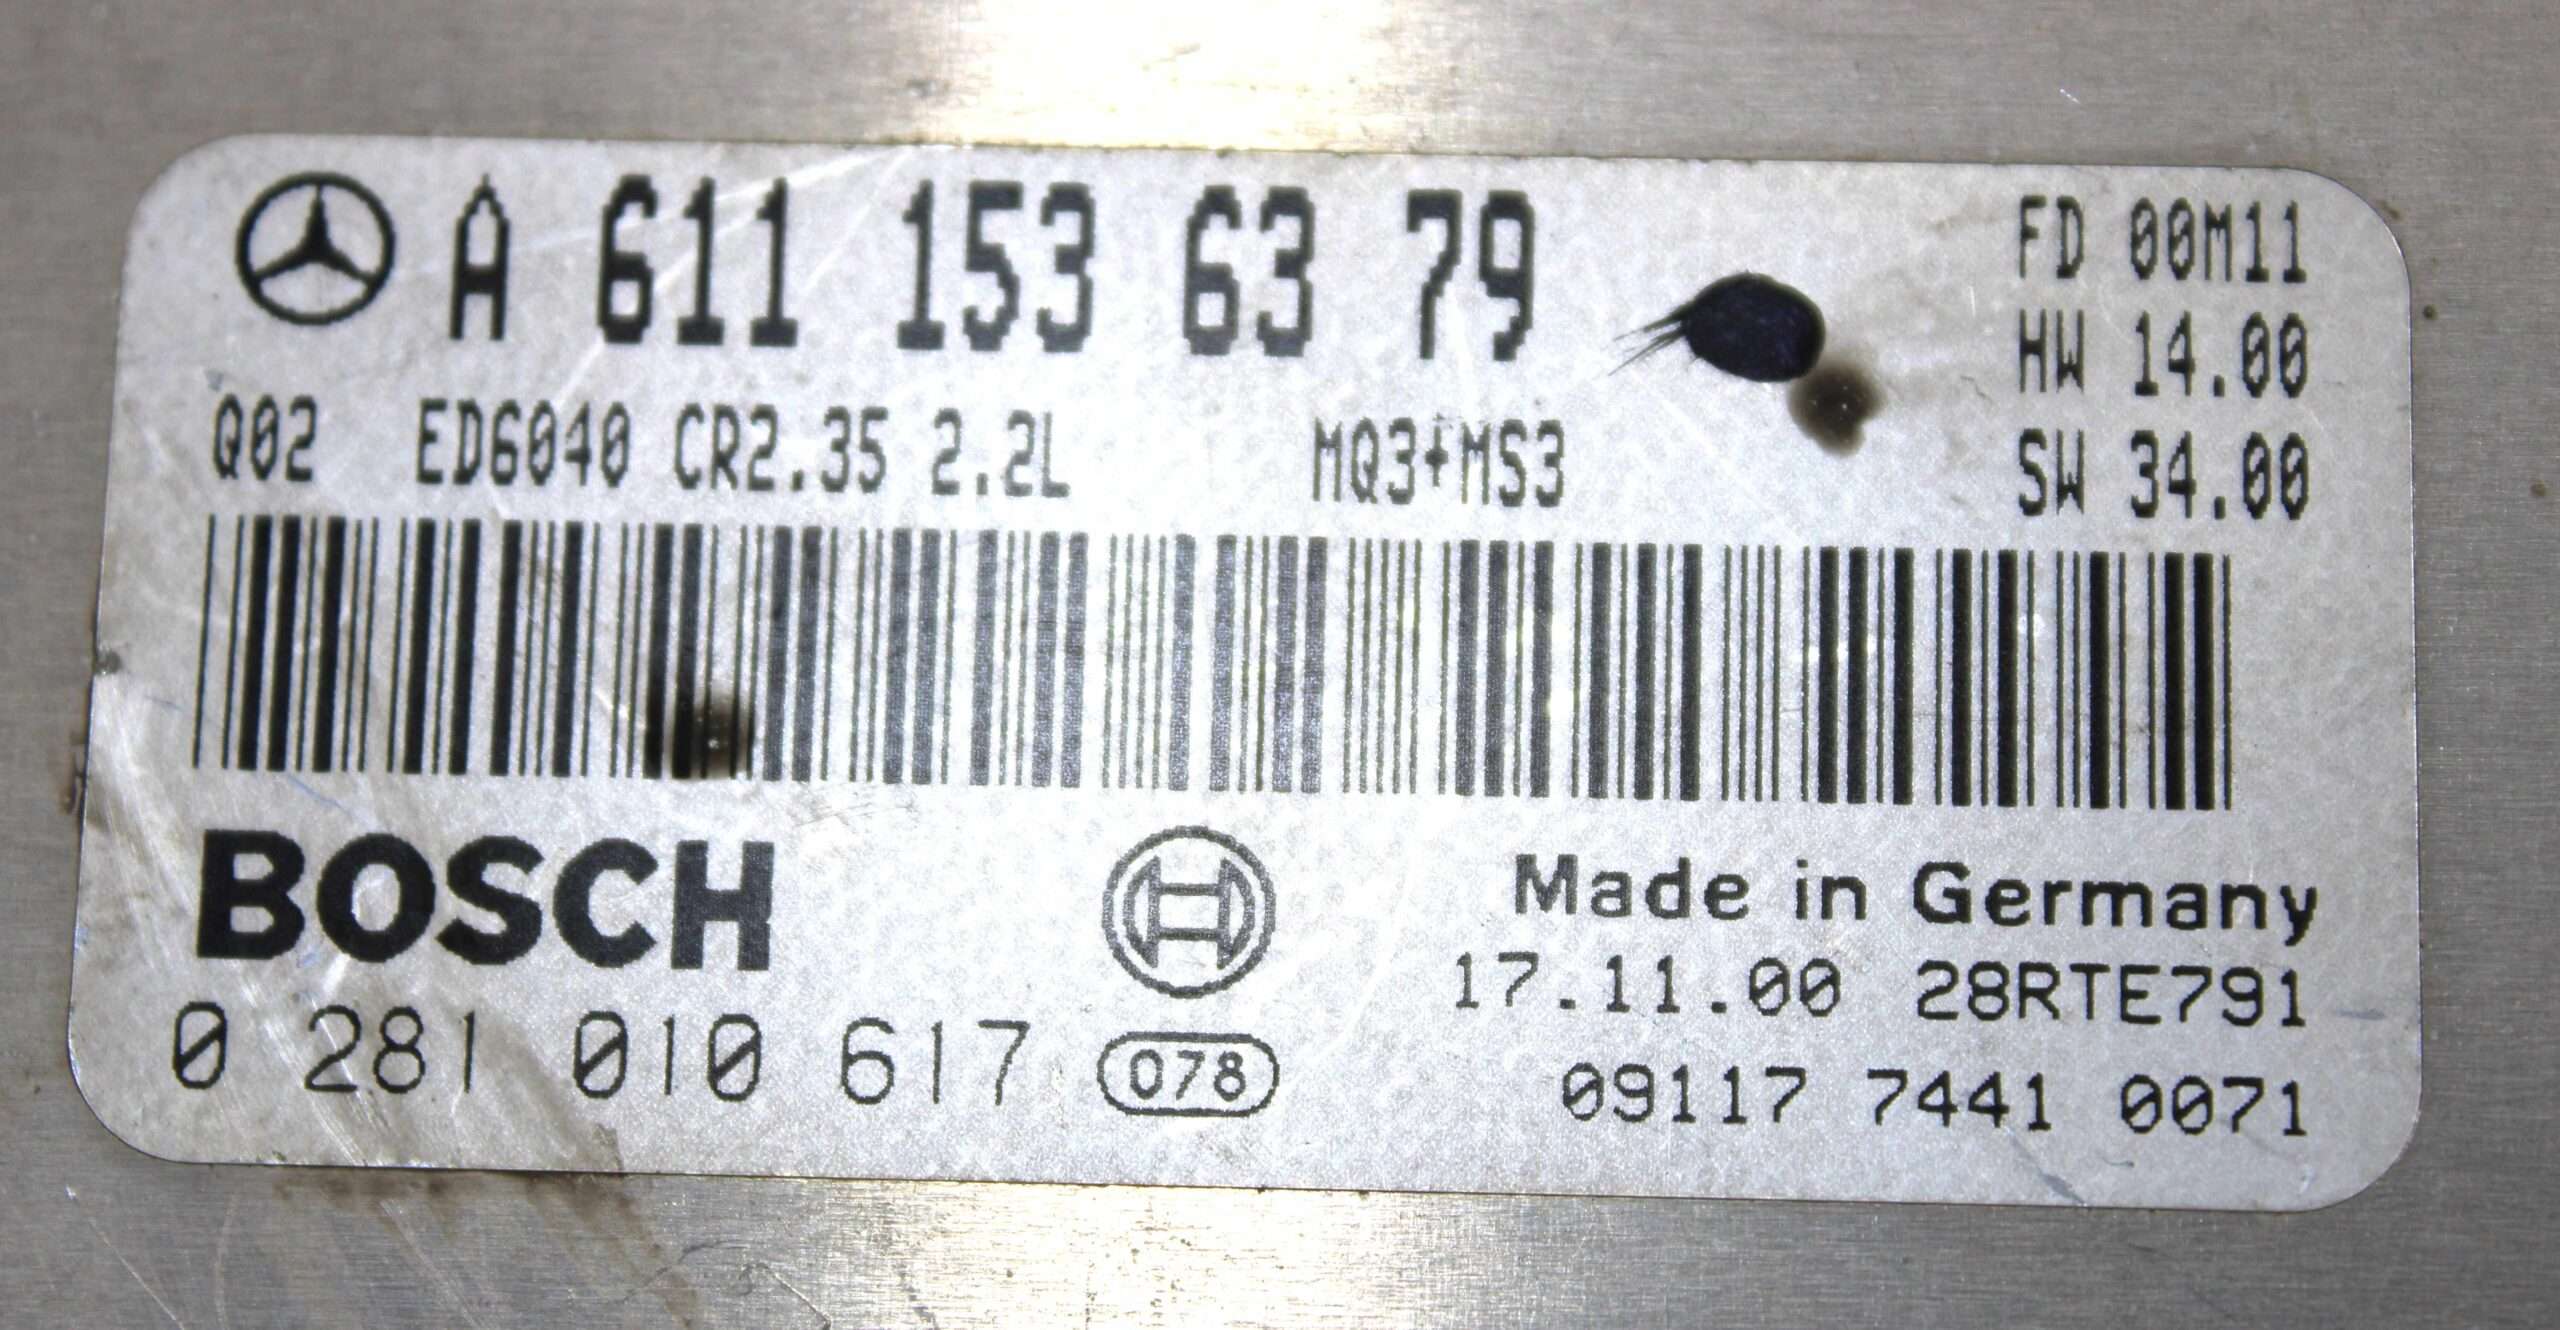 A 611 153 63 79
FD 00M11
HW 14.00
Q02 ED6040 CR2.35 2.2L MQ3+MS3
SW 34.00
BOSCH
Made in Germany
17.11.00 28RTE791
0 281 010 617 078
09117 7441 0071